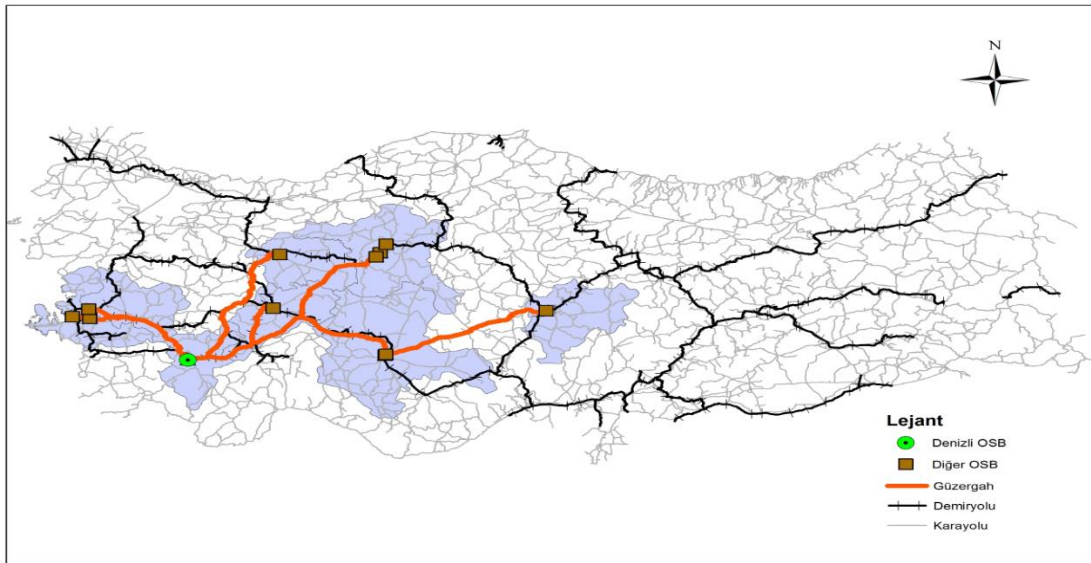 N
Lejant
Denizli OSB
Diğer OSB
Güzergah
Demiryolu
Karayolu